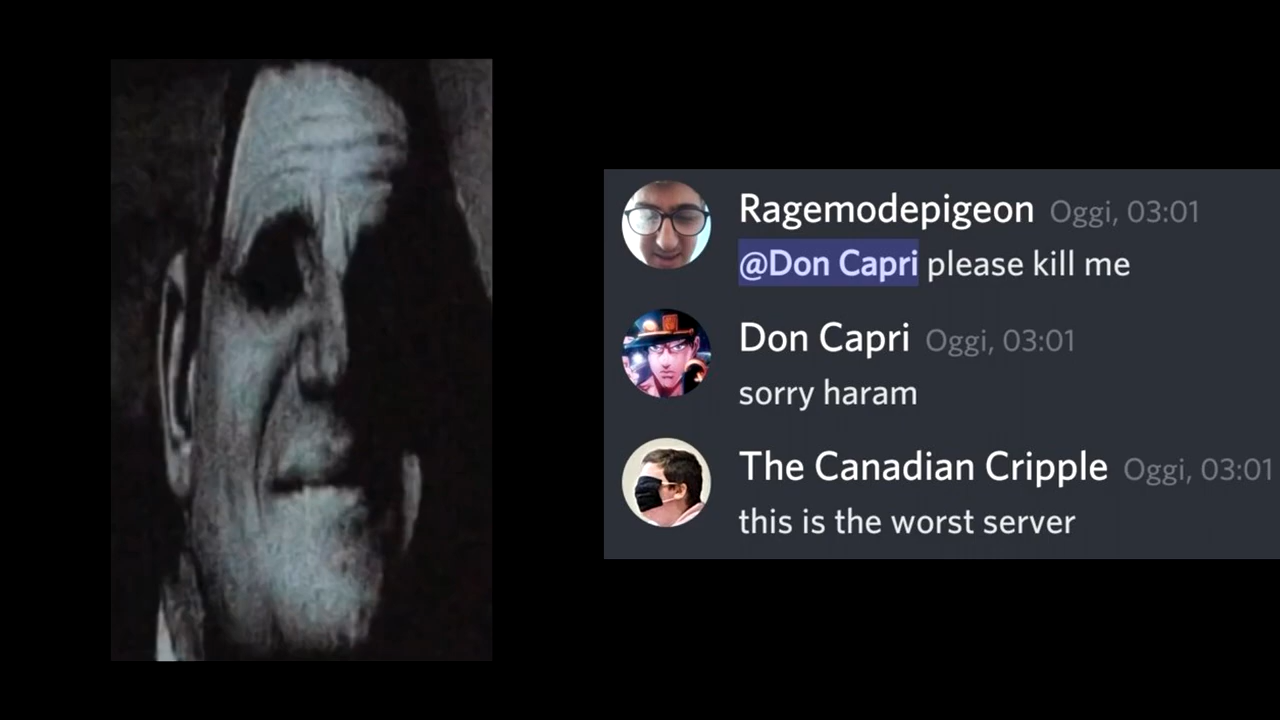 Ragemodepigeon Oggi, 03:01
@Don Capri please kill me
Don Capri Oggi, 03:01
sorry haram
The Canadian Cripple Oggi, 03:01
this is the worst server